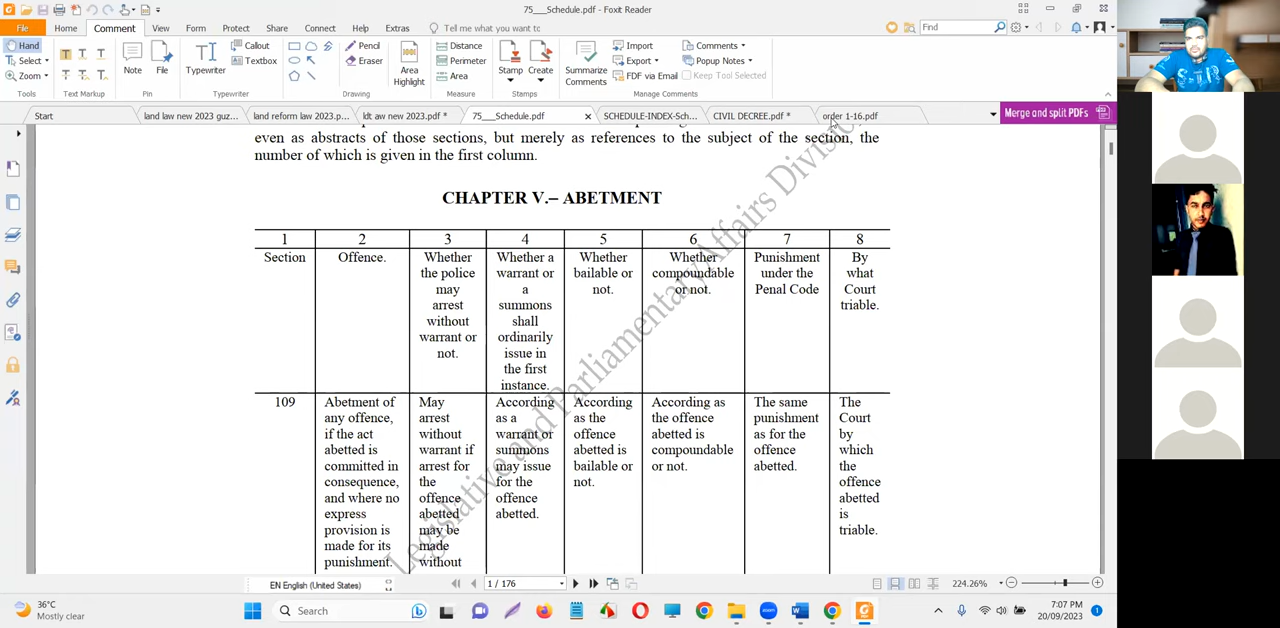 75___Schedule.pdf - Foxit Reader
File
Home
Comment
View
Form
Protect
Share
Connect
Help
Extras
Tell me what you want...
Find
Hand
Select
Zoom
Tools
Text Markup
Note
File
Pin
Typewriter
Callout
Textbox
Typewriter
Pencil
Eraser
Drawing
Area Highlight
Distance
Perimeter
Area
Measure
Stamp
Create
Stamps
Summarize Comments
Import
Export
FDF via Email
Comments
Popup Notes
Keep Tool Selected
Manage Comments
Start
land law new 2023 guz...
land reform law 2023.p...
ldt aw new 2023.pdf *
75___Schedule.pdf
SCHEDULE-INDEX-Sch...
CIVIL DECREE.pdf *
order 1-16.pdf
Merge and split PDFs
even as abstracts of those sections, but merely as references to the subject of the section, the
number of which is given in the first column.
CHAPTER V.– ABETMENT
1 2 3 4 5 6 7 8
Section
Offence.
Whether the police may arrest without warrant or not.
Whether a warrant or a summons shall ordinarily issue in the first instance.
Whether bailable or not.
Whether compoundable or not.
Punishment under the Penal Code
By what Court triable.
109
Abetment of any offence, if the act abetted is committed in consequence, and where no express provision is made for its punishment.
May arrest without warrant if arrest for the offence abetted may be made without
According as a warrant or summons may issue for the offence abetted.
According as the offence abetted is bailable or not.
According as the offence abetted is compoundable or not.
The same punishment as for the offence abetted.
The Court by which the offence abetted is triable.
Legislative and Parliamentary Affairs Division
EN English (United States)
1 / 176
224.26%
36°C
Mostly clear
Search
7:07 PM
20/09/2023
1